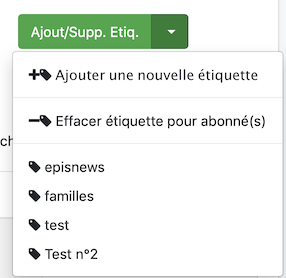 Ajout/Supp. Etiq.
Ajouter une nouvelle étiquette
Effacer étiquette pour abonné(s)
ch
episnews
familles
test
Test n°2